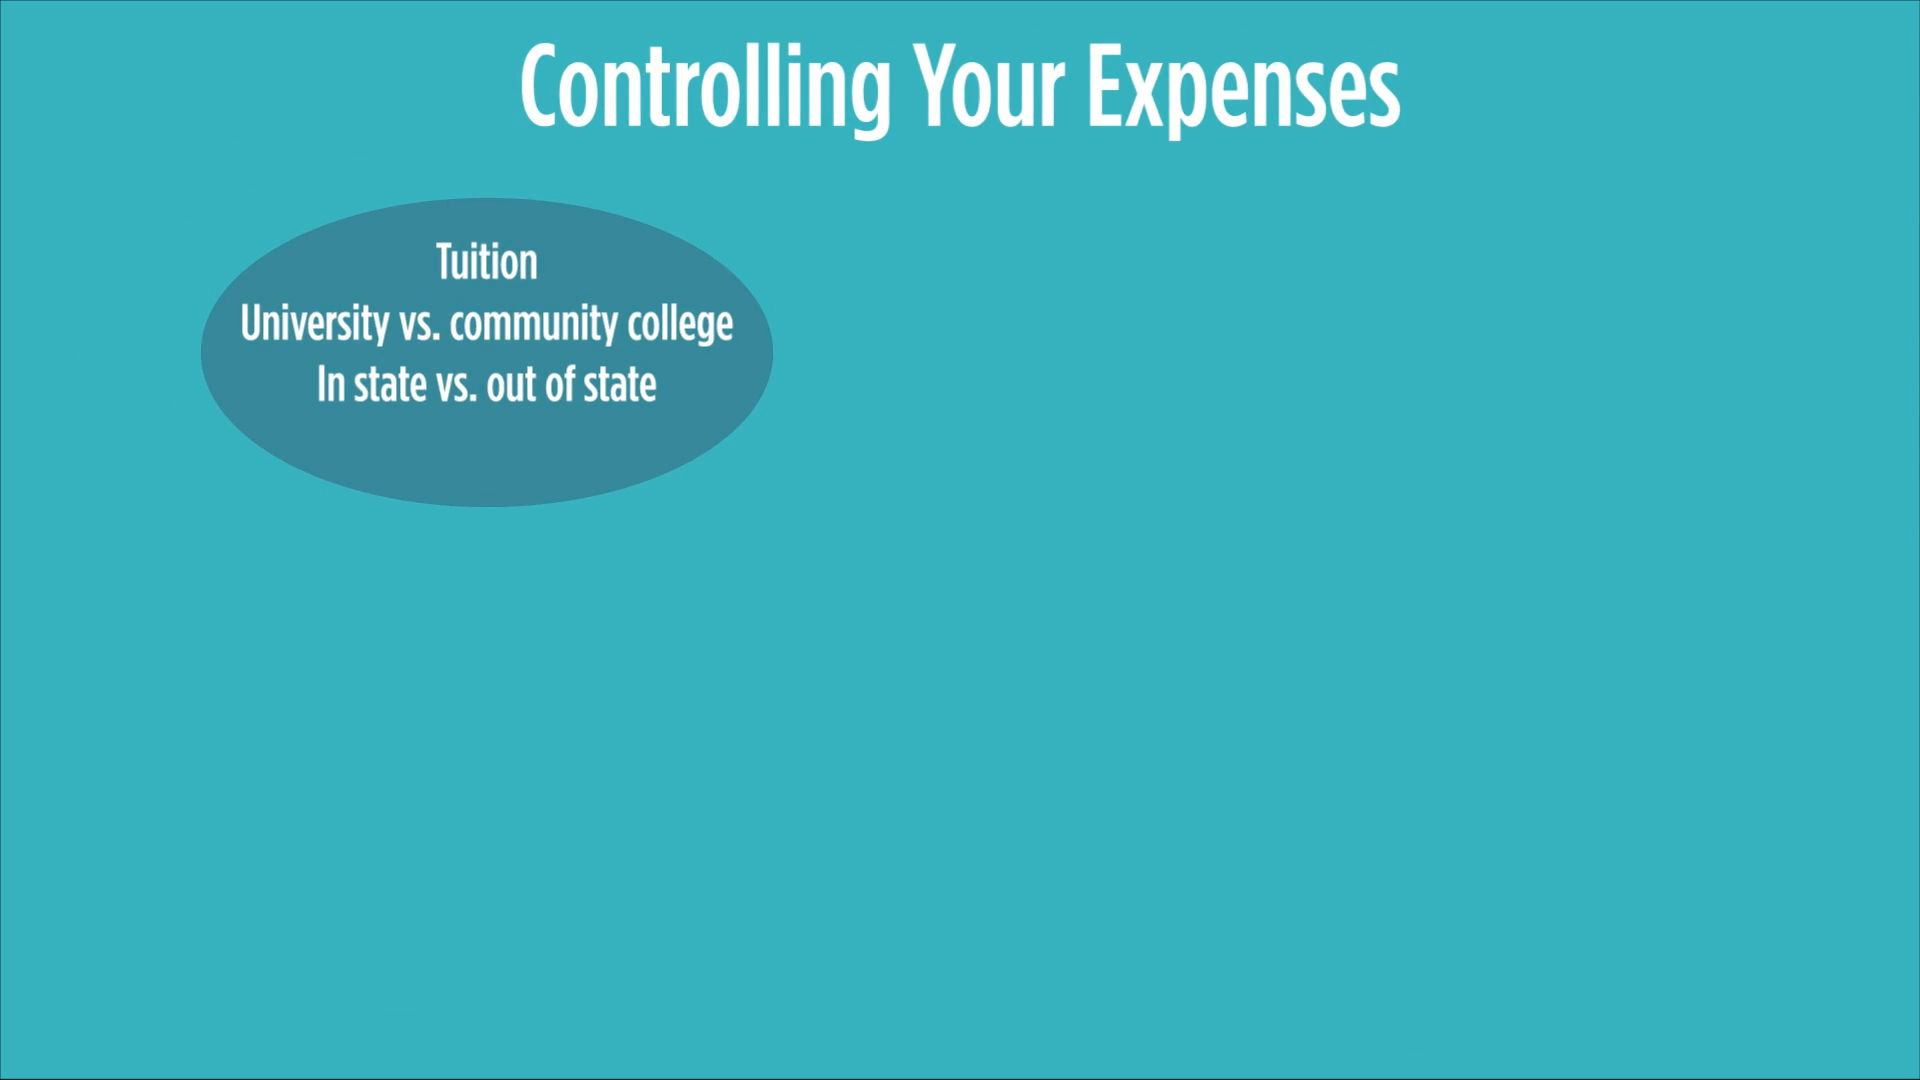 Controlling Your Expenses
Tuition
University vs. community college
In state vs. out of state